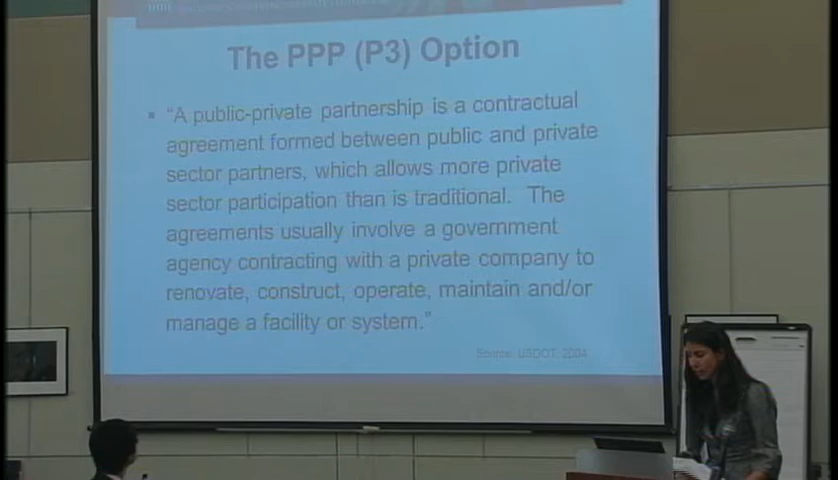 The PPP (P3) Option
▪ “A public-private partnership is a contractual
agreement formed between public and private
sector partners, which allows more private
sector participation than is traditional. The
agreements usually involve a government
agency contracting with a private company to
renovate, construct, operate, maintain and/or
manage a facility or system.”
Source: USDOT, 2004